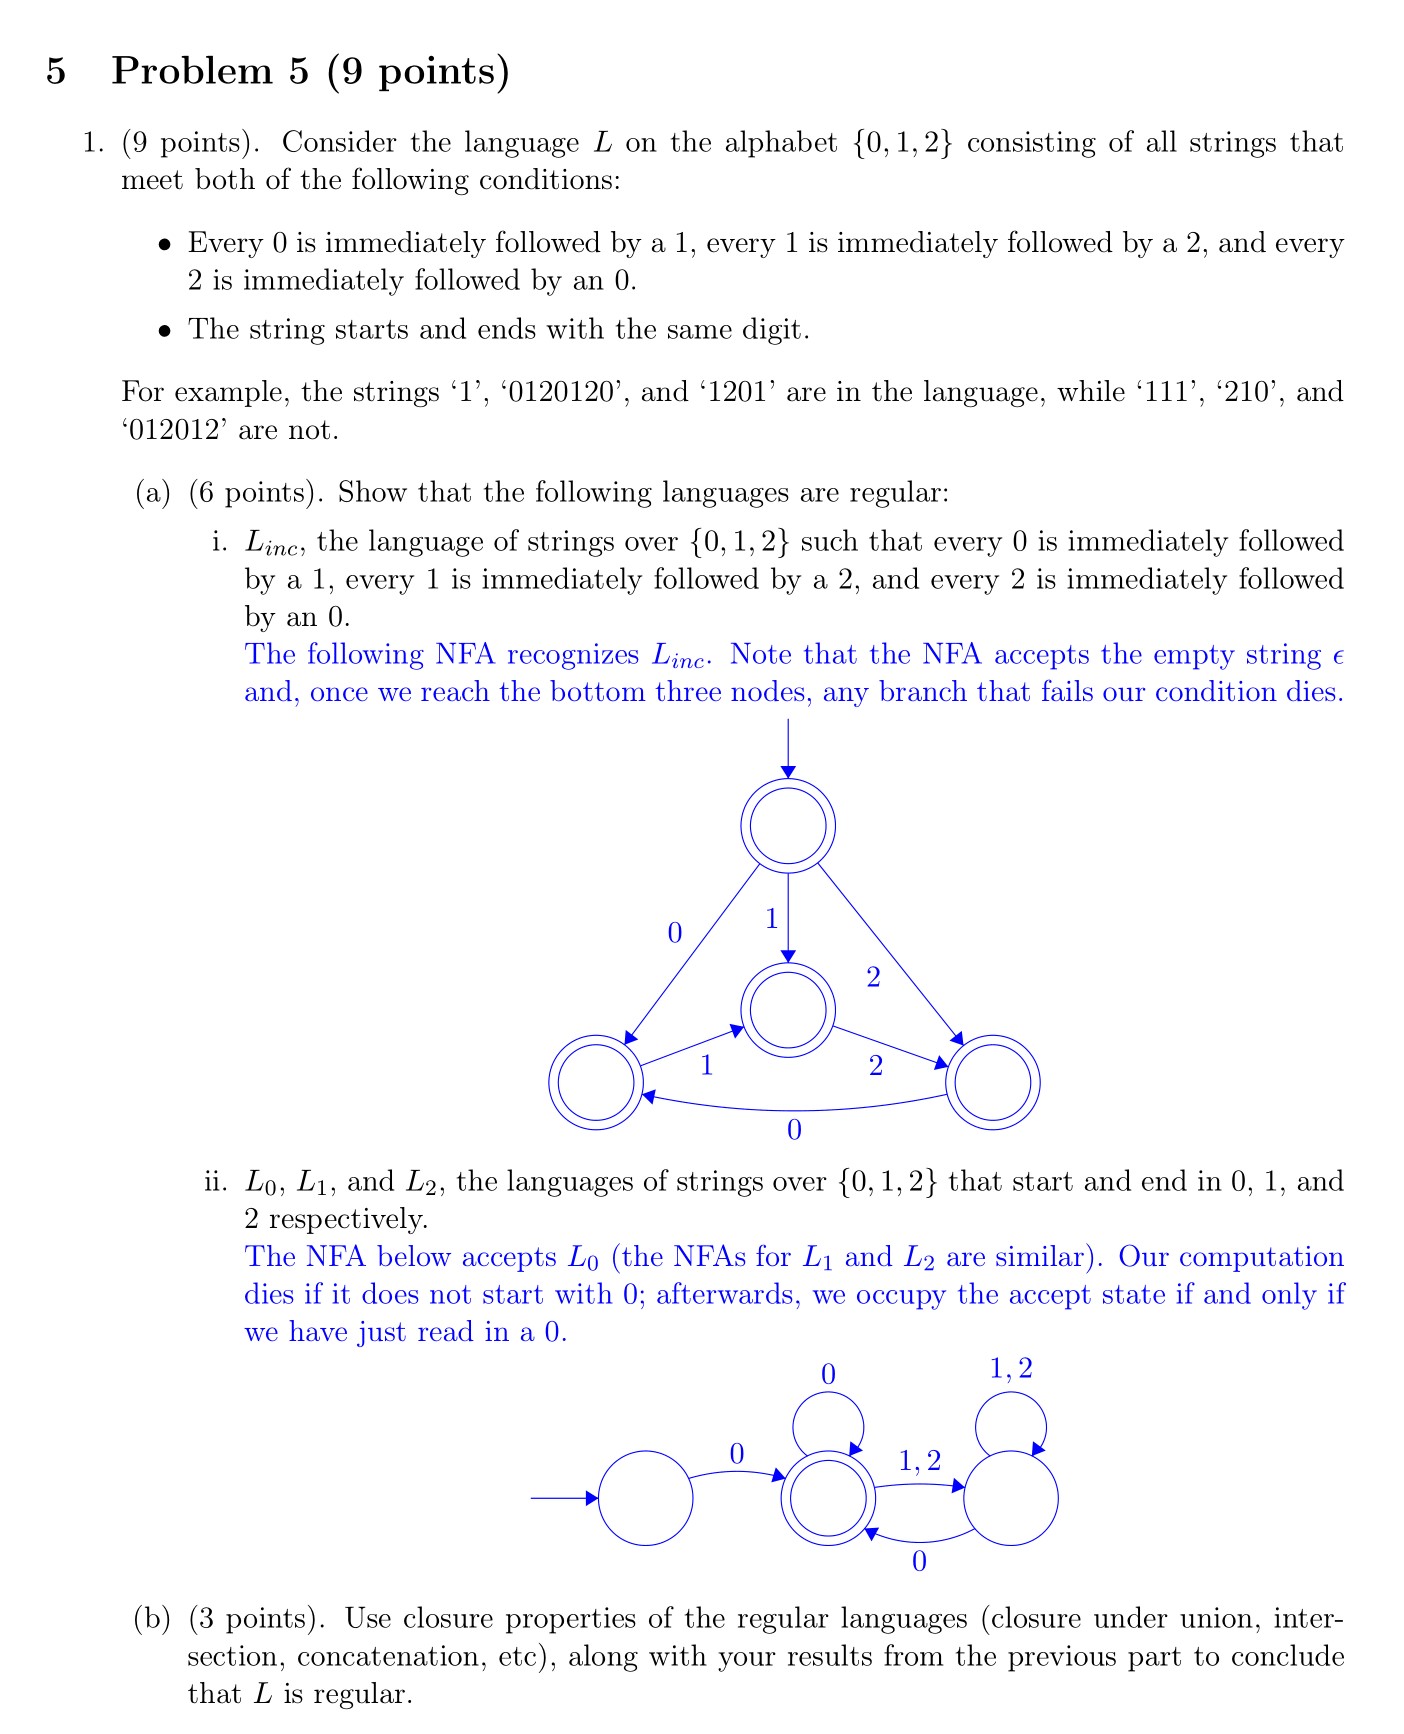 5 Problem 5 (9 points)
1. (9 points). Consider the language L on the alphabet {0, 1, 2} consisting of all strings that
meet both of the following conditions:
• Every 0 is immediately followed by a 1, every 1 is immediately followed by a 2, and every
2 is immediately followed by an 0.
• The string starts and ends with the same digit.
For example, the strings ‘1’, ‘0120120’, and ‘1201’ are in the language, while ‘111’, ‘210’, and
‘012012’ are not.
(a) (6 points). Show that the following languages are regular:
i. L_{inc}, the language of strings over {0, 1, 2} such that every 0 is immediately followed
by a 1, every 1 is immediately followed by a 2, and every 2 is immediately followed
by an 0.
The following NFA recognizes L_{inc}. Note that the NFA accepts the empty string ϵ
and, once we reach the bottom three nodes, any branch that fails our condition dies.
0
1
2
1
2
0
ii. L_0, L_1, and L_2, the languages of strings over {0, 1, 2} that start and end in 0, 1, and
2 respectively.
The NFA below accepts L_0 (the NFAs for L_1 and L_2 are similar). Our computation
dies if it does not start with 0; afterwards, we occupy the accept state if and only if
we have just read in a 0.
0
1, 2
0
1, 2
0
(b) (3 points). Use closure properties of the regular languages (closure under union, inter-
section, concatenation, etc), along with your results from the previous part to conclude
that L is regular.